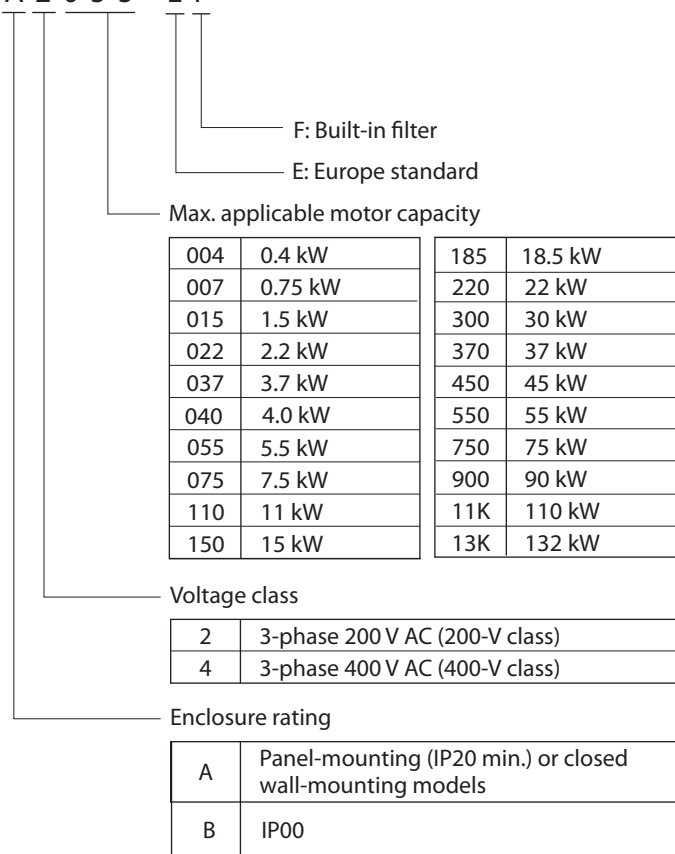 F: Built-in filter
E: Europe standard
Max. applicable motor capacity
004 0.4 kW 185 18.5 kW
007 0.75 kW 220 22 kW
015 1.5 kW 300 30 kW
022 2.2 kW 370 37 kW
037 3.7 kW 450 45 kW
040 4.0 kW 550 55 kW
055 5.5 kW 750 75 kW
075 7.5 kW 900 90 kW
110 11 kW 11K 110 kW
150 15 kW 13K 132 kW
Voltage class
2 3-phase 200 V AC (200-V class)
4 3-phase 400 V AC (400-V class)
Enclosure rating
A Panel-mounting (IP20 min.) or closed
wall-mounting models
B IP00